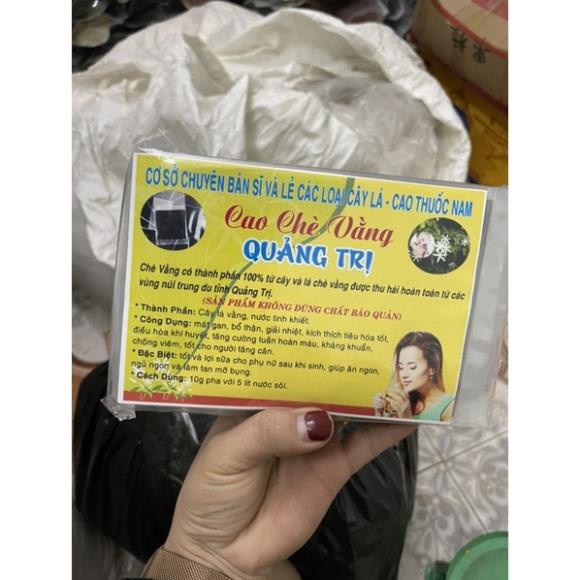 CƠ SỞ CHUYÊN BÁN SĨ VÀ LẺ CÁC LOẠI CÂY LÁ - CAO THUỐC NAM
Cao Chè Vằng
QUẢNG TRỊ
Chè Vằng có thành phần 100% từ cây và lá chè vằng được thu hái hoàn toàn từ các
vùng núi trung du tỉnh Quảng Trị.
(SẢN PHẨM KHÔNG DÙNG CHẤT BẢO QUẢN)
* Thành Phần: Cây lá vằng, nước tinh khiết.
* Công Dụng: mát gan, bổ thận, giải nhiệt, kích thích tiêu hóa tốt,
điều hòa khí huyết, tăng cường tuần hoàn máu, kháng khuẩn,
chống viêm, tốt cho người tăng cân.
* Đặc Biệt: tốt và lợi sữa cho phụ nữ sau khi sinh, giúp ăn ngon,
ngủ ngon và làm tan mỡ bụng.
* Cách Dùng: 10g pha với 5 lít nước sôi.